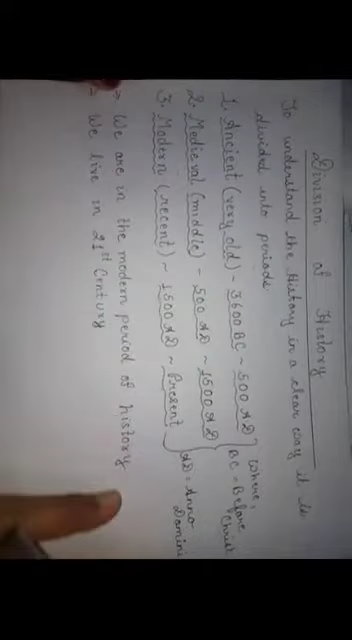 Division of History
To understand the History in a clear way it is
divided into periods.
1. Ancient (very old) - 3600 BC ~ 500 AD
2. Medieval (middle) - 500 AD ~ 1500 AD
3. Modern (recent) ~ 1500 AD ~ Present
where,
BC = Before
Christ
AD = Anno
Domini
→ We are in the modern period of history
→ We live in 21st Century